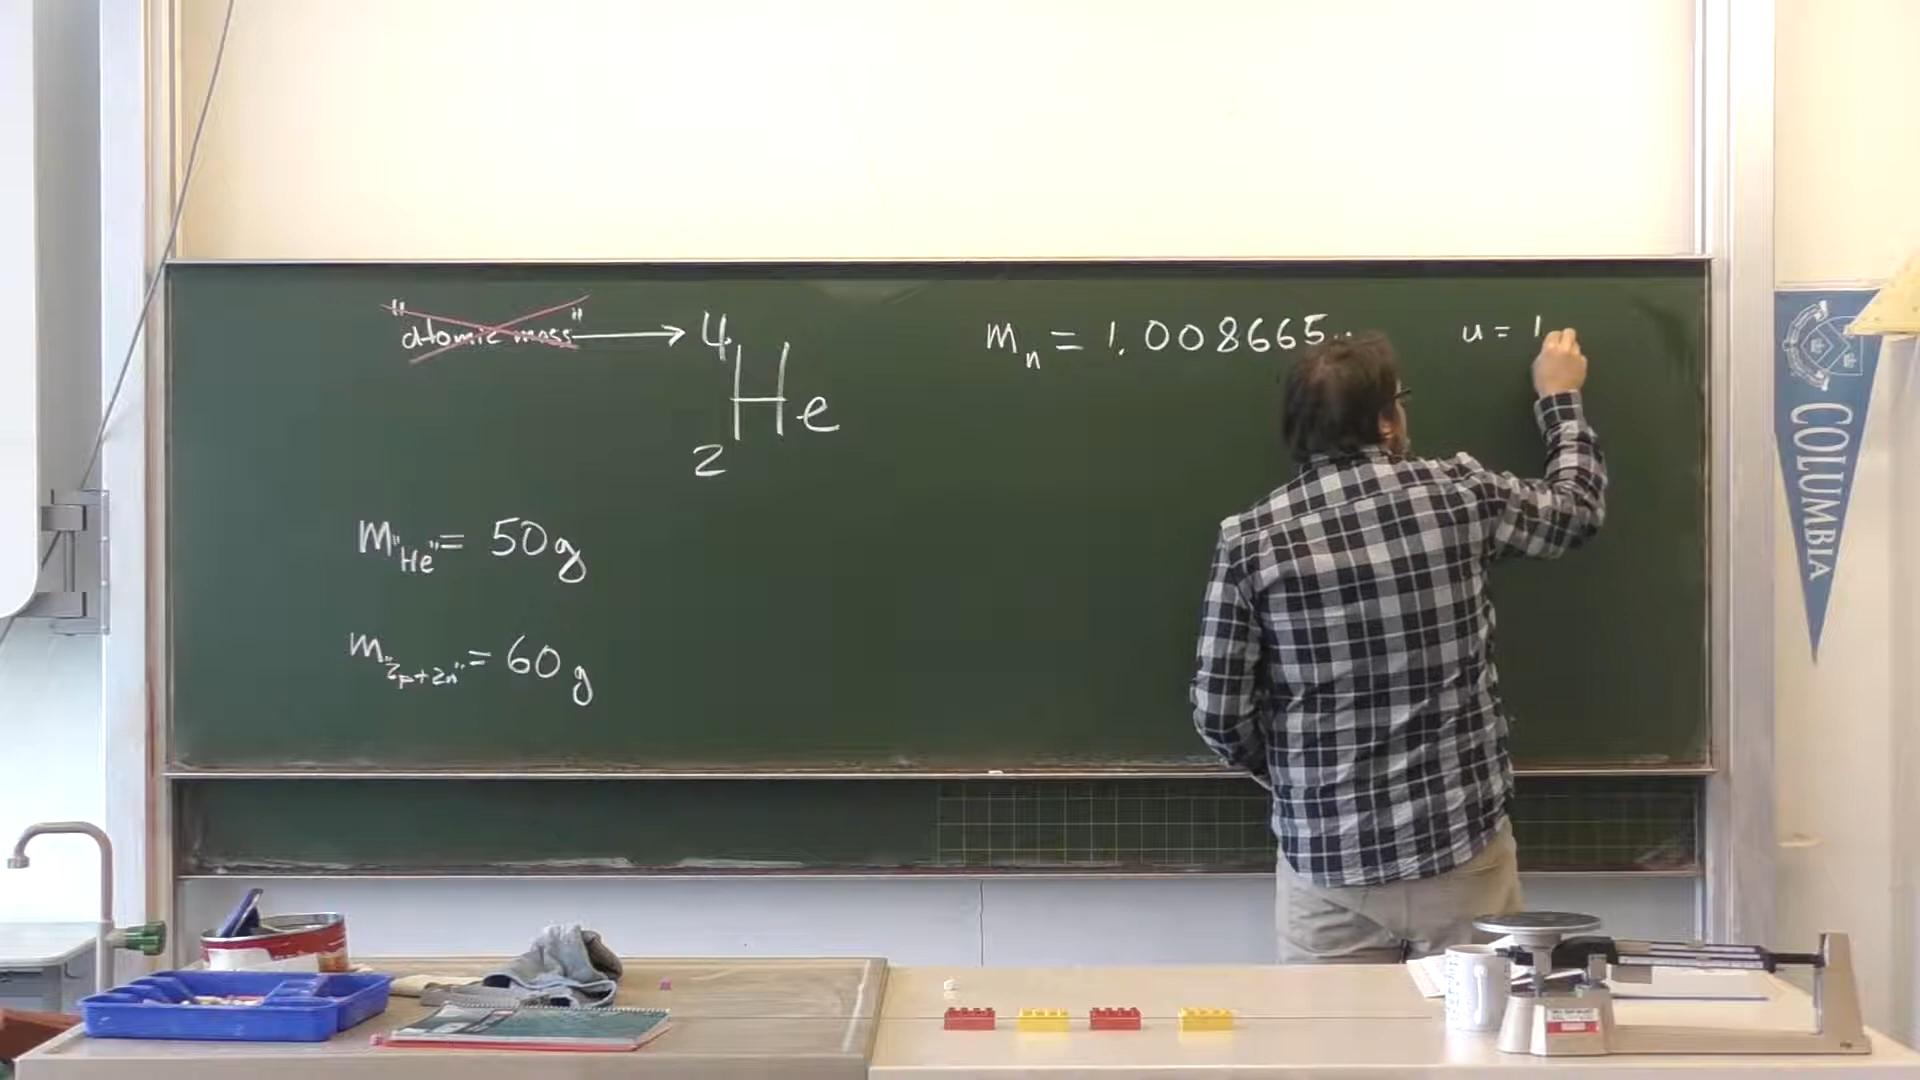 "atomic mass" → 4
He
2
m"He" = 50g
m"2p+2n" = 60g
mn = 1.008665...
u = 1
COLUMBIA